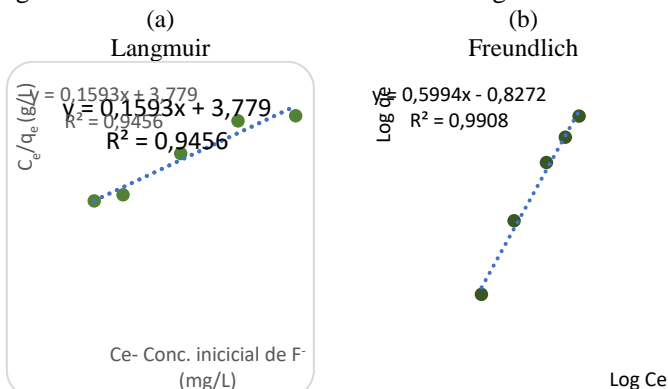 (a)
Langmuir
y = 0,1593x + 3,779
R² = 0,9456
y = 0,1593x + 3,779
R² = 0,9456
Cₑ/qₑ (g/L)
Ce- Conc. inicicial de F⁻
(mg/L)
(b)
Freundlich
y = 0,5994x - 0,8272
R² = 0,9908
Log qe
Log Ce